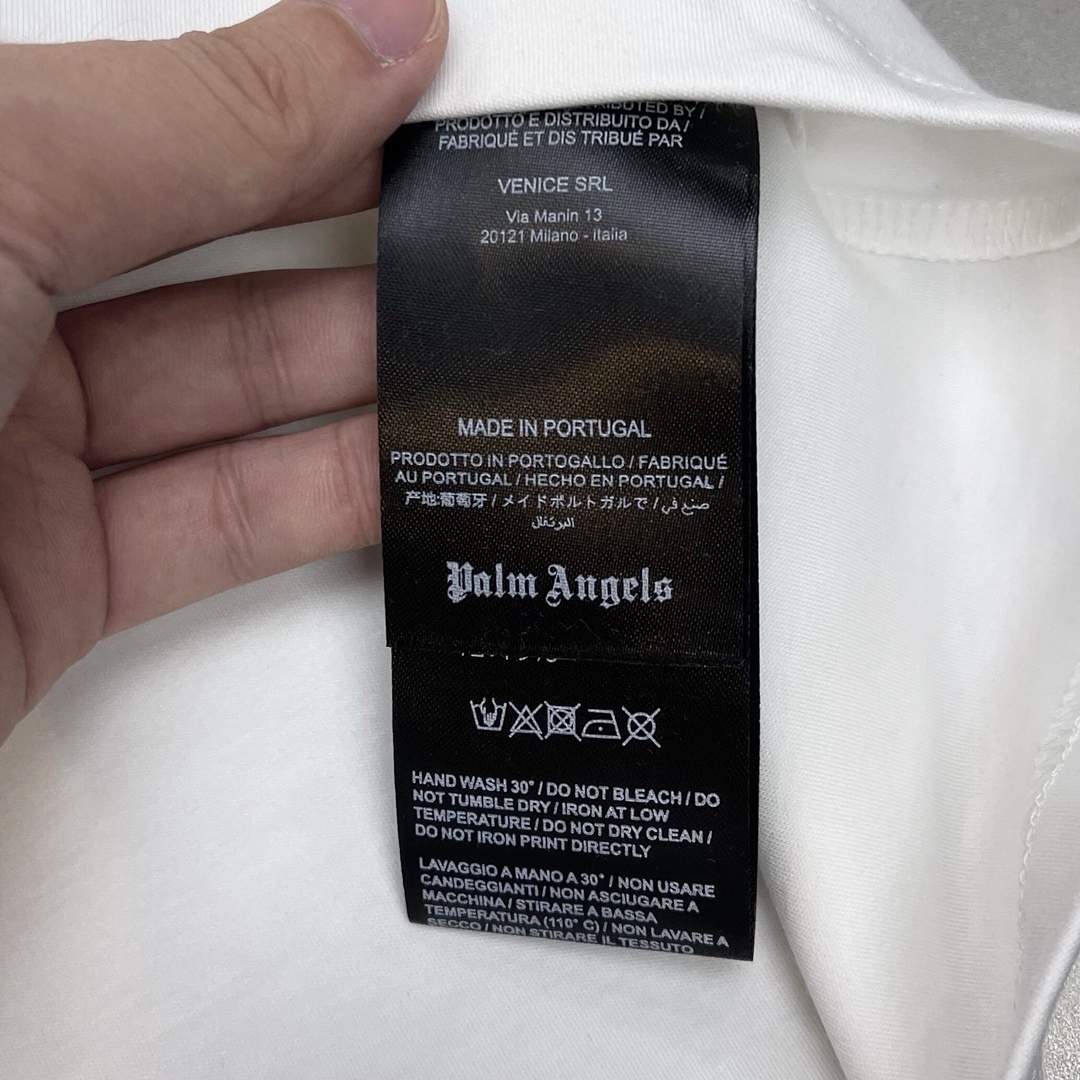 PRODOTTO E DISTRIBUITO DA /
FABRIQUÉ ET DIS TRIBUÉ PAR
VENICE SRL
Via Manin 13
20121 Milano - italia
MADE IN PORTUGAL
PRODOTTO IN PORTOGALLO / FABRIQUÉ
AU PORTUGAL / HECHO EN PORTUGAL /
产地:葡萄牙 / メイドポルトガルで / صنع في
البرتغال
Palm Angels
HAND WASH 30° / DO NOT BLEACH / DO
NOT TUMBLE DRY / IRON AT LOW
TEMPERATURE / DO NOT DRY CLEAN /
DO NOT IRON PRINT DIRECTLY
LAVAGGIO A MANO A 30° / NON USARE
CANDEGGIANTI / NON ASCIUGARE A
MACCHINA / STIRARE A BASSA
TEMPERATURA (110° C) / NON LAVARE A
SECCO / NON STIRARE IL TESSUTO